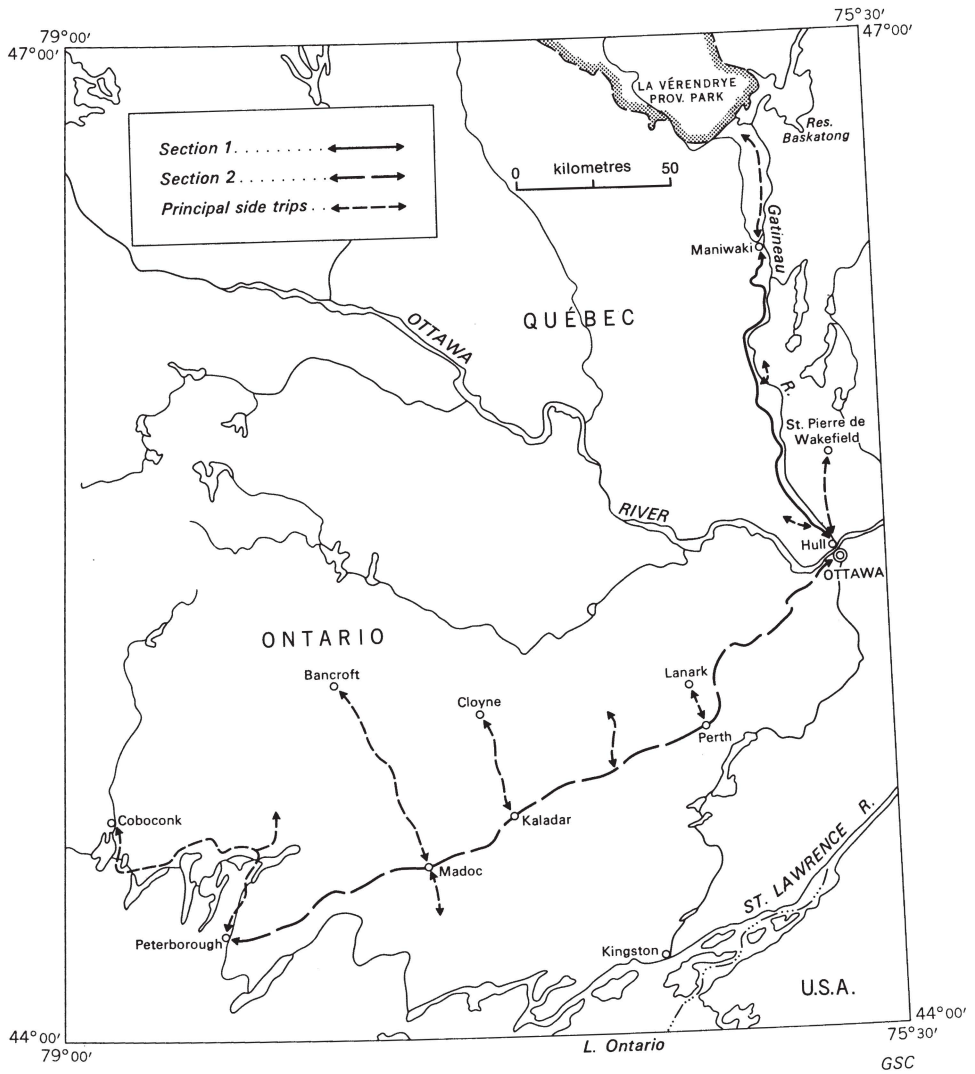 79°00'
47°00'
75°30'
47°00'
LA VÉRENDRYE
PROV. PARK
Res.
Baskatong
Section 1
Section 2
Principal side trips
0 kilometres 50
Gatineau
Maniwaki
QUÉBEC
OTTAWA
R.
St. Pierre de
Wakefield
RIVER
Hull
OTTAWA
ONTARIO
Bancroft
Lanark
Cloyne
Perth
Coboconk
Kaladar
Madoc
ST. LAWRENCE R.
Peterborough
Kingston
U.S.A.
44°00'
79°00'
L. Ontario
44°00'
75°30'
GSC